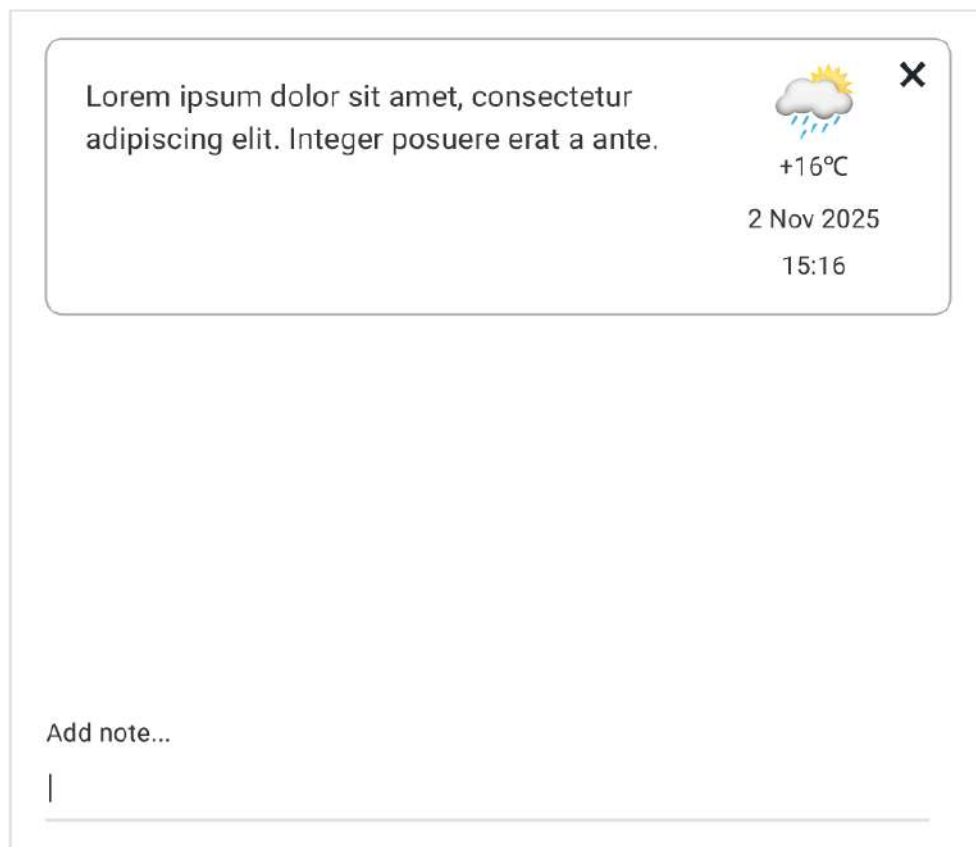 Lorem ipsum dolor sit amet, consectetur
adipiscing elit. Integer posuere erat a ante.
+16°C
2 Nov 2025
15:16
Add note...